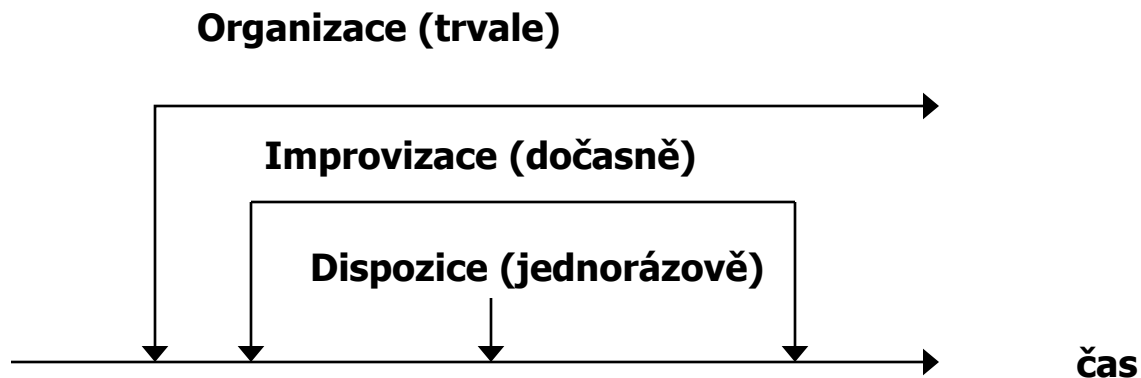 Organizace (trvale)
Improvizace (dočasně)
Dispozice (jednorázově)
čas